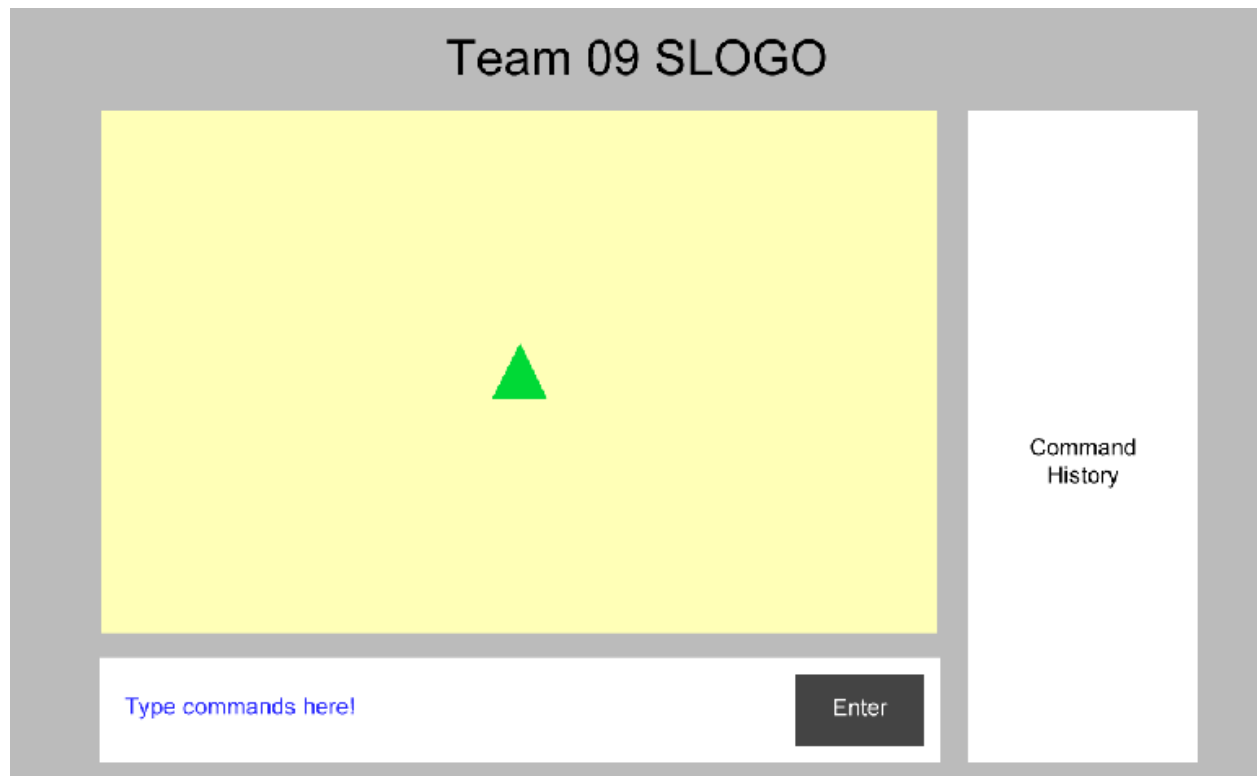 Team 09 SLOGO
Command
History
Type commands here!
Enter